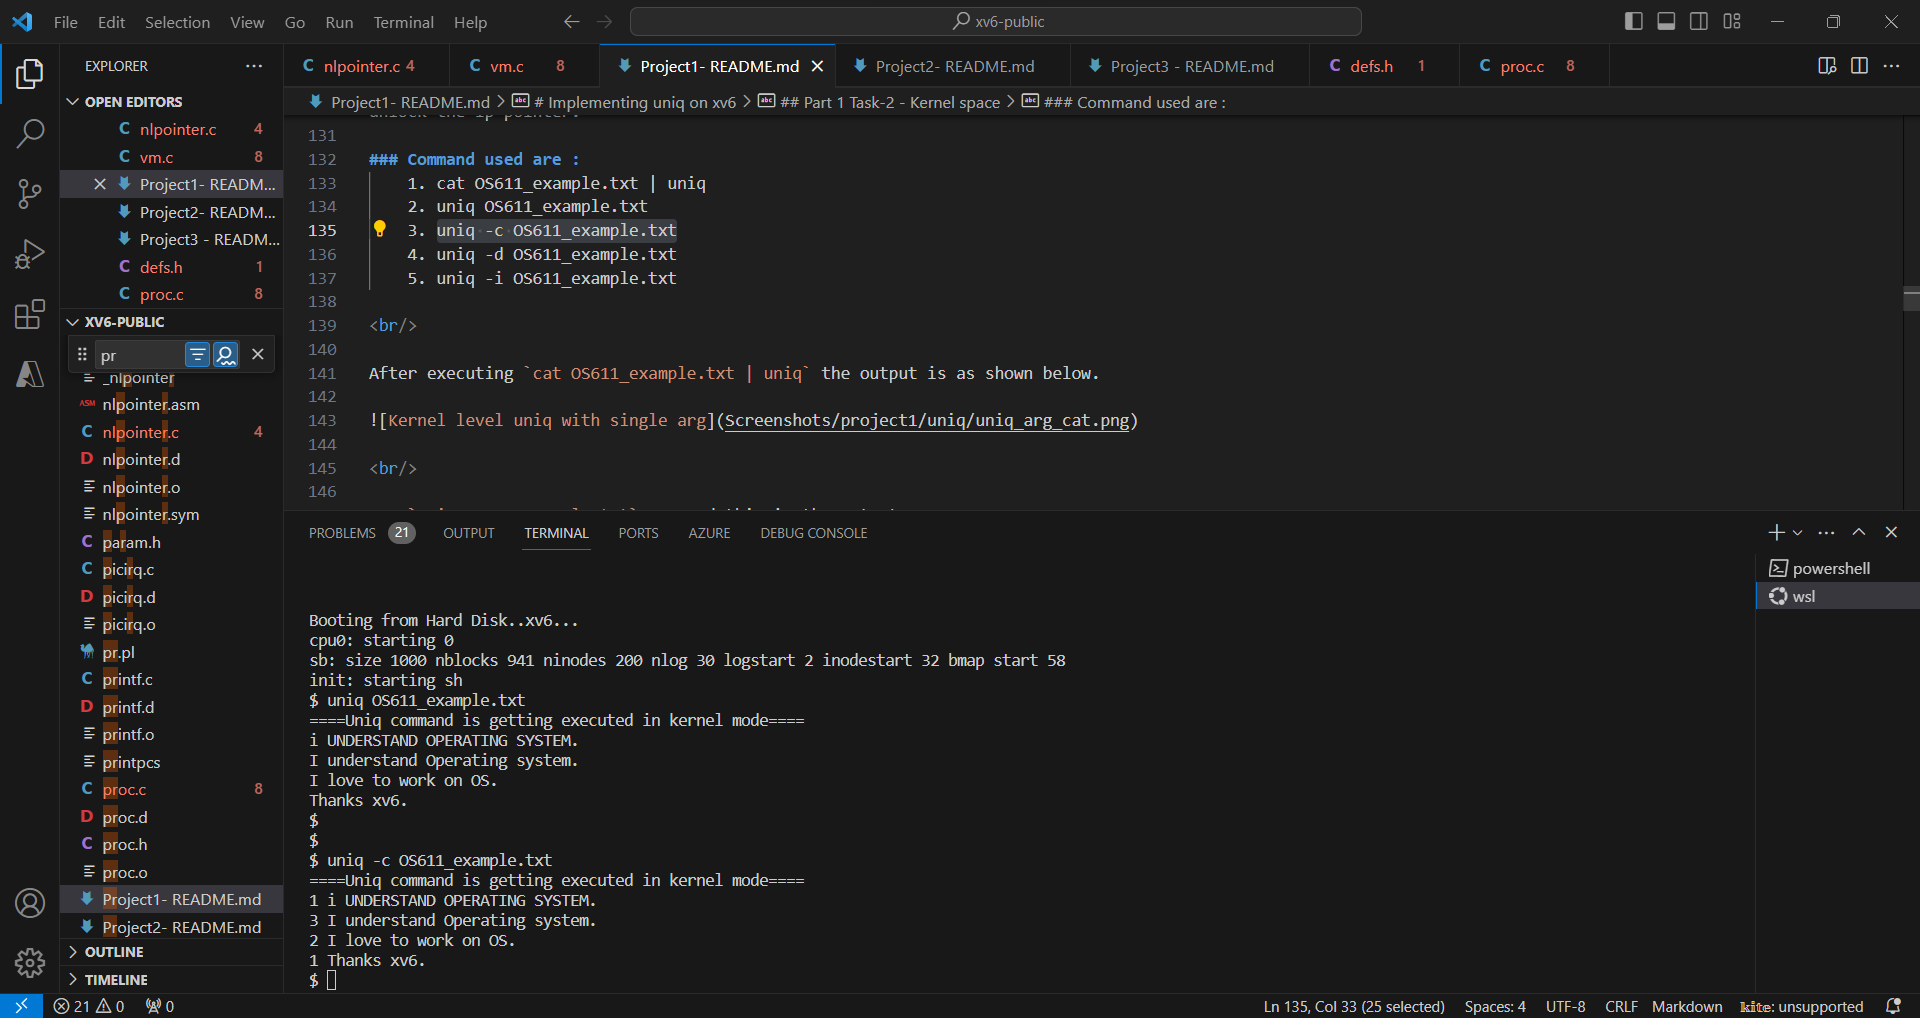 File Edit Selection View Go Run Terminal Help
xv6-public
EXPLORER
OPEN EDITORS
nlpointer.c 4
vm.c 8
Project1- READM...
Project2- READM...
Project3 - READM...
defs.h 1
proc.c 8
XV6-PUBLIC
pr
_nlpointer
ASM nlpointer.asm
C nlpointer.c 4
D nlpointer.d
nlpointer.o
nlpointer.sym
C param.h
C picirq.c
D picirq.d
picirq.o
pr.pl
C printf.c
D printf.d
printf.o
printpcs
C proc.c 8
D proc.d
C proc.h
proc.o
Project1- README.md
Project2- README.md
OUTLINE
TIMELINE
C nlpointer.c 4
C vm.c 8
Project1- README.md
Project2- README.md
Project3 - README.md
C defs.h 1
C proc.c 8
Project1- README.md > # Implementing uniq on xv6 > ## Part 1 Task-2 - Kernel space > ### Command used are :
131
132 ### Command used are :
133 1. cat OS611_example.txt | uniq
134 2. uniq OS611_example.txt
135 3. uniq -c OS611_example.txt
136 4. uniq -d OS611_example.txt
137 5. uniq -i OS611_example.txt
138
139 <br/>
140
141 After executing `cat OS611_example.txt | uniq` the output is as shown below.
142
143 ![Kernel level uniq with single arg](Screenshots/project1/uniq/uniq_arg_cat.png)
144
145 <br/>
146
PROBLEMS 21 OUTPUT TERMINAL PORTS AZURE DEBUG CONSOLE
powershell
wsl
Booting from Hard Disk..xv6...
cpu0: starting 0
sb: size 1000 nblocks 941 ninodes 200 nlog 30 logstart 2 inodestart 32 bmap start 58
init: starting sh
$ uniq OS611_example.txt
====Uniq command is getting executed in kernel mode====
i UNDERSTAND OPERATING SYSTEM.
I understand Operating system.
I love to work on OS.
Thanks xv6.
$
$
$ uniq -c OS611_example.txt
====Uniq command is getting executed in kernel mode====
1 i UNDERSTAND OPERATING SYSTEM.
3 I understand Operating system.
2 I love to work on OS.
1 Thanks xv6.
$
21 0 0
Ln 135, Col 33 (25 selected) Spaces: 4 UTF-8 CRLF Markdown kite: unsupported